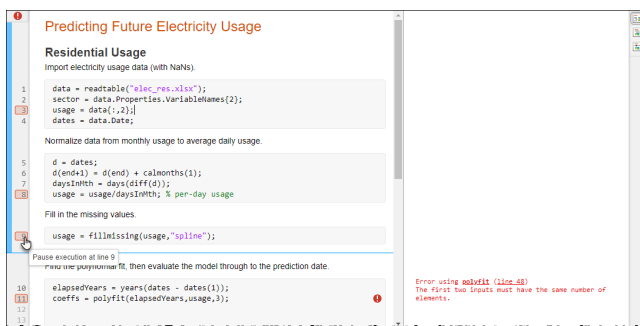 Predicting Future Electricity Usage
Residential Usage
Import electricity usage data (with NaNs).
1 data = readtable("elec_res.xlsx");
2 sector = data.Properties.VariableNames{2};
3 usage = data{:,2};
4 dates = data.Date;
Normalize data from monthly usage to average daily usage.
5 d = dates;
6 d(end+1) = d(end) + calmonths(1);
7 daysInMth = days(diff(d));
8 usage = usage/daysInMth; % per-day usage
Fill in the missing values.
9 usage = fillmissing(usage,"spline");
Pause execution at line 9
Find the polynomial fit, then evaluate the model through to the prediction date.
10 elapsedYears = years(dates - dates(1));
11 coeffs = polyfit(elapsedYears,usage,3);
12
13
Error using polyfit (line 48)
The first two inputs must have the same number of
elements.